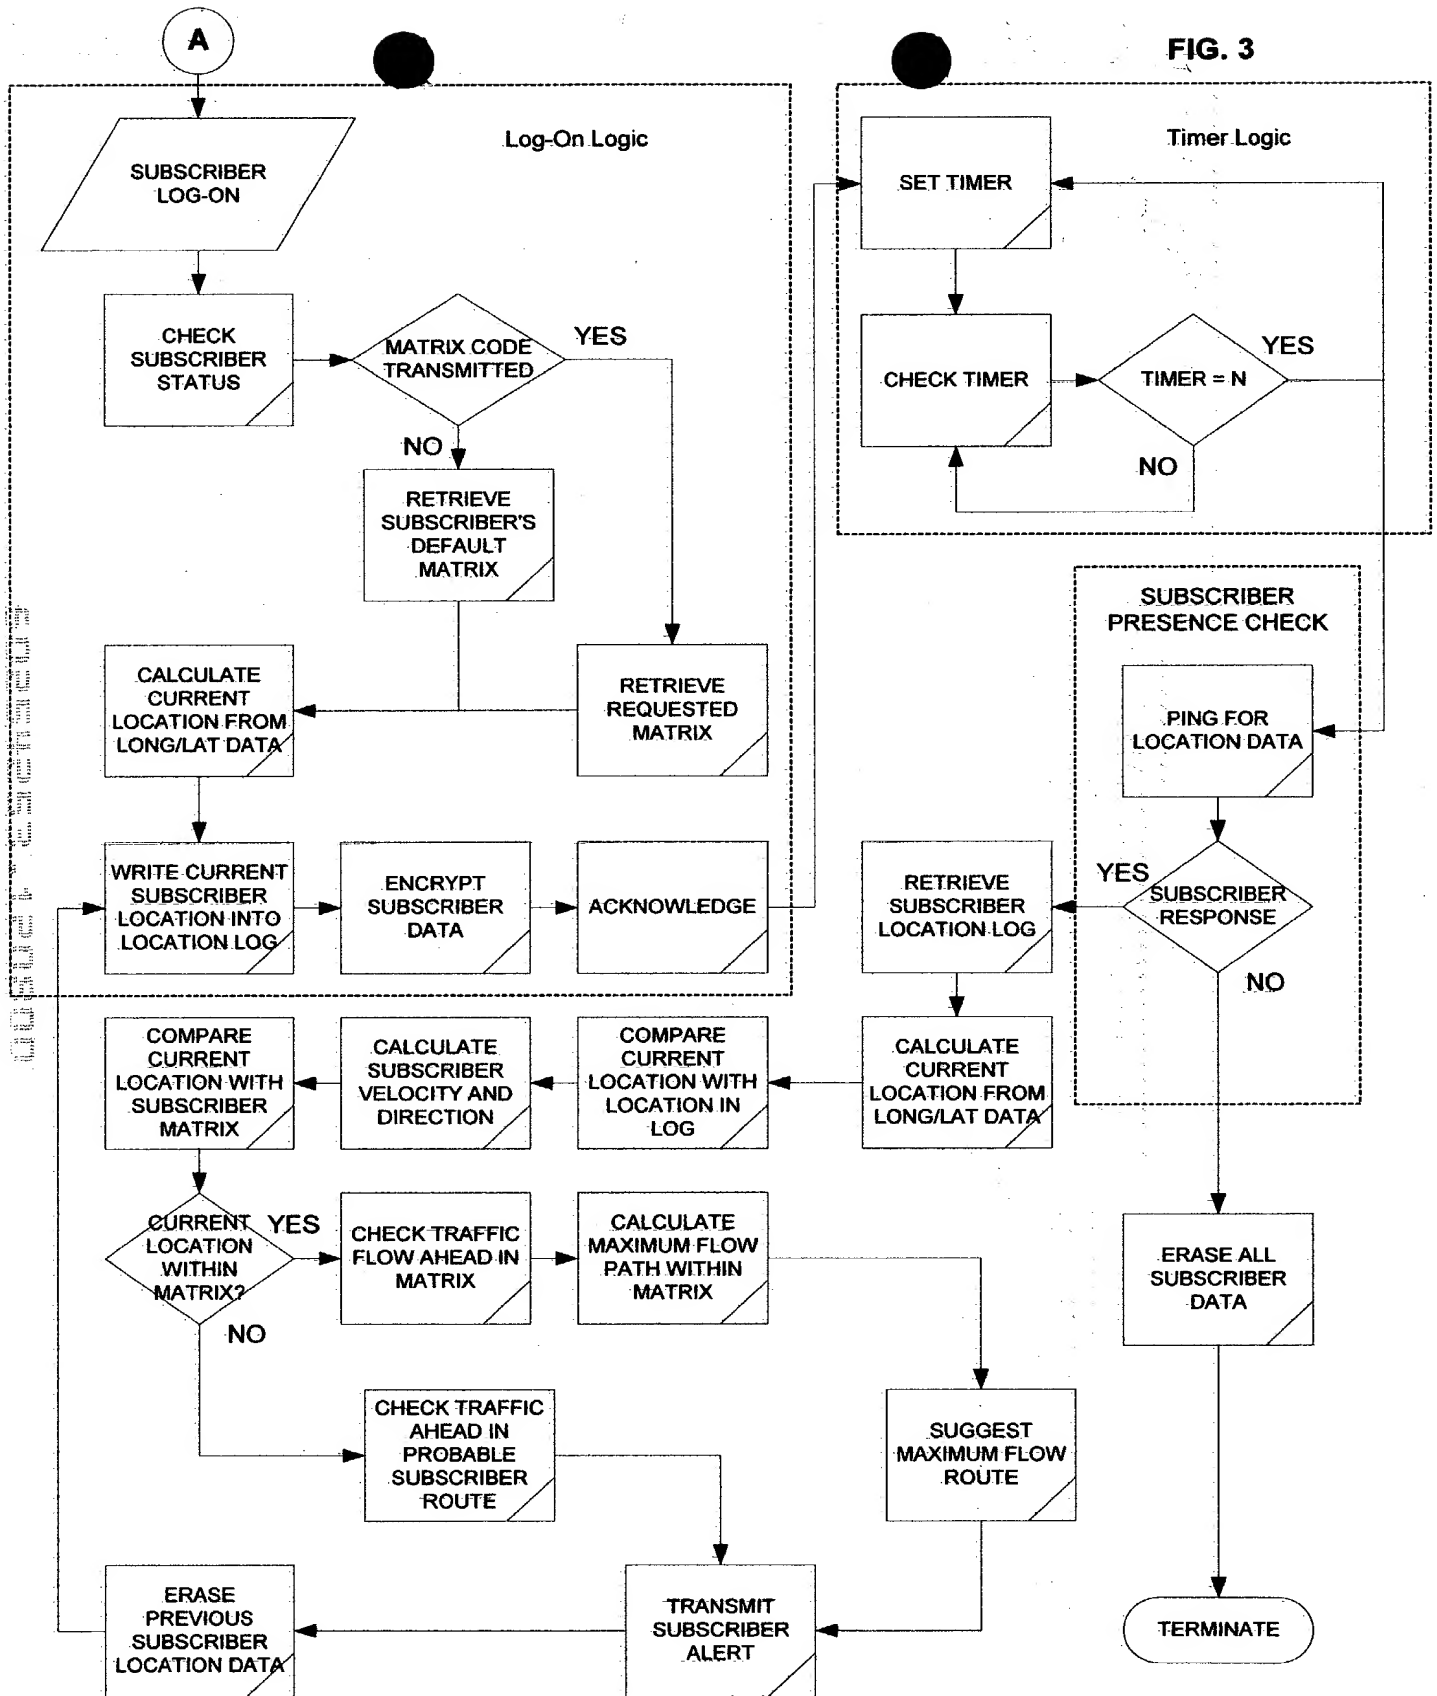 A
FIG. 3
Log-On Logic
SUBSCRIBER
LOG-ON
CHECK
SUBSCRIBER
STATUS
MATRIX CODE
TRANSMITTED
YES
NO
RETRIEVE
SUBSCRIBER'S
DEFAULT
MATRIX
CALCULATE
CURRENT
LOCATION FROM
LONG/LAT DATA
RETRIEVE
REQUESTED
MATRIX
WRITE CURRENT
SUBSCRIBER
LOCATION INTO
LOCATION LOG
ENCRYPT
SUBSCRIBER
DATA
ACKNOWLEDGE
Timer Logic
SET TIMER
CHECK TIMER
TIMER = N
YES
NO
SUBSCRIBER
PRESENCE CHECK
PING FOR
LOCATION DATA
YES
SUBSCRIBER
RESPONSE
NO
RETRIEVE
SUBSCRIBER
LOCATION LOG
CALCULATE
CURRENT
LOCATION FROM
LONG/LAT DATA
COMPARE
CURRENT
LOCATION WITH
LOCATION IN
LOG
CALCULATE
SUBSCRIBER
VELOCITY AND
DIRECTION
COMPARE
CURRENT
LOCATION WITH
SUBSCRIBER
MATRIX
CURRENT
LOCATION
WITHIN
MATRIX?
YES
NO
CHECK TRAFFIC
FLOW AHEAD IN
MATRIX
CALCULATE
MAXIMUM FLOW
PATH WITHIN
MATRIX
ERASE ALL
SUBSCRIBER
DATA
CHECK TRAFFIC
AHEAD IN
PROBABLE
SUBSCRIBER
ROUTE
SUGGEST
MAXIMUM FLOW
ROUTE
ERASE
PREVIOUS
SUBSCRIBER
LOCATION DATA
TRANSMIT
SUBSCRIBER
ALERT
TERMINATE